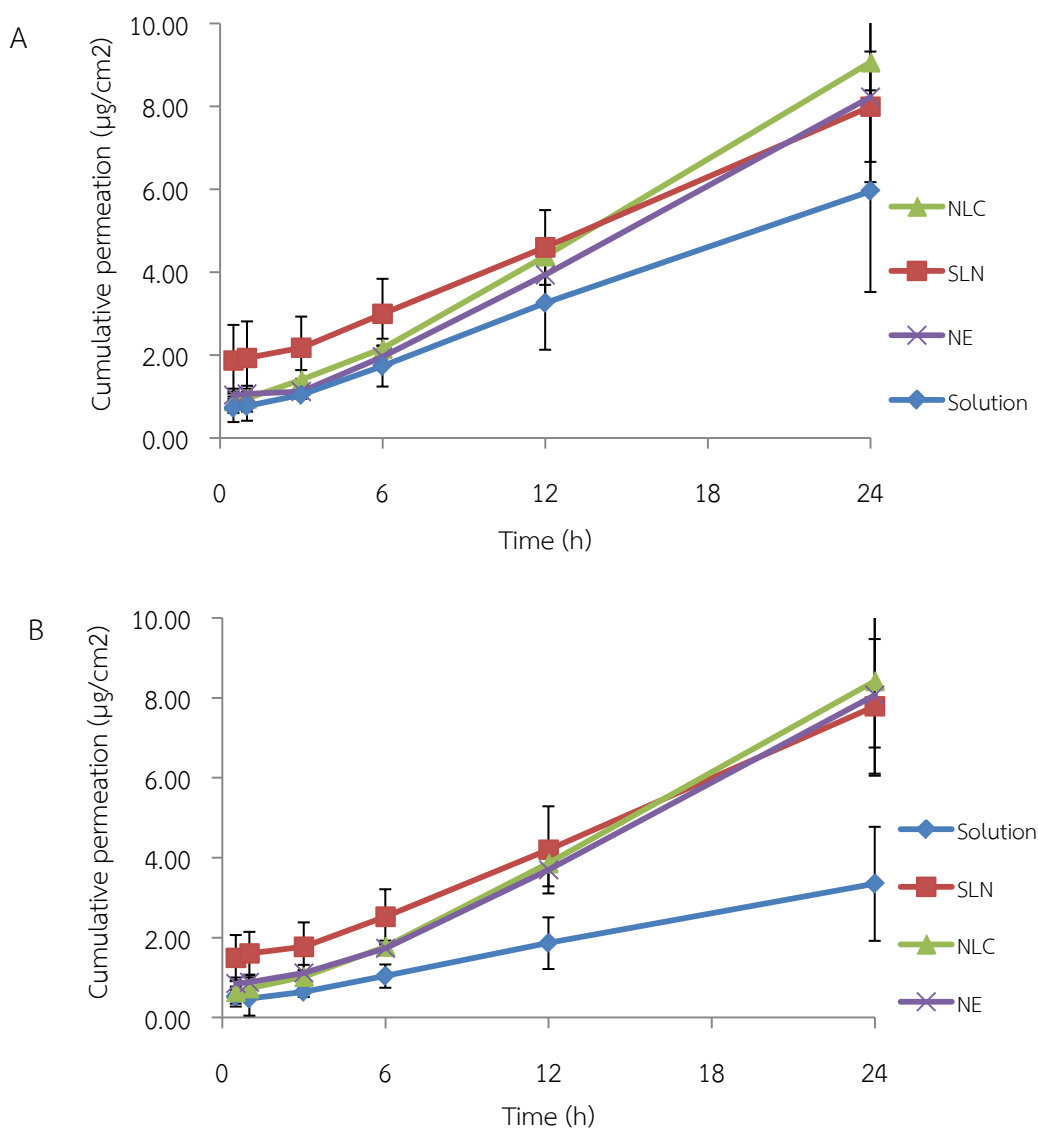 A
Cumulative permeation (µg/cm2)
10.00
8.00
6.00
4.00
2.00
0.00
0 6 12 18 24
Time (h)
NLC
SLN
NE
Solution
B
Cumulative permeation (µg/cm2)
10.00
8.00
6.00
4.00
2.00
0.00
0 6 12 18 24
Time (h)
Solution
SLN
NLC
NE